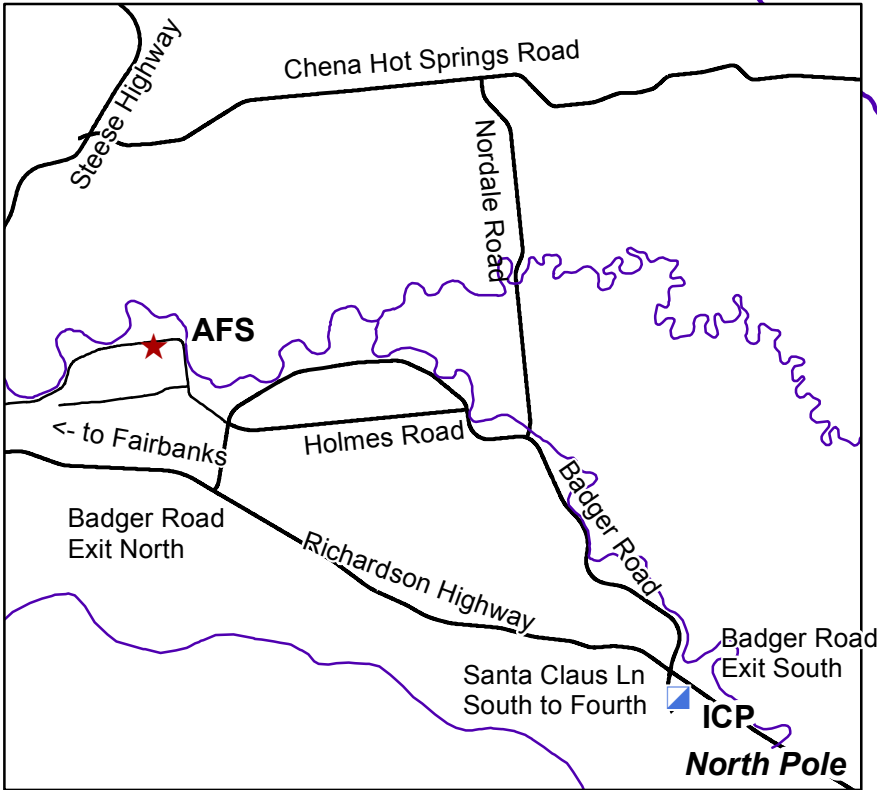 Steese Highway
Chena Hot Springs Road
Nordale Road
AFS
<- to Fairbanks
Holmes Road
Badger Road
Exit North
Richardson Highway
Badger Road
Badger Road
Exit South
Santa Claus Ln
South to Fourth
ICP
North Pole